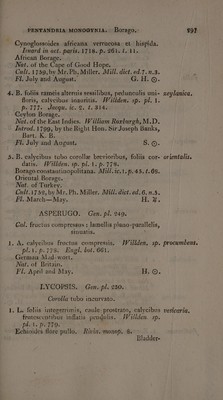 PENTANDRIA MONOGYNIA. Borago. 257
Cynoglossoides africana verrucosa et hispida.
Isnard in act. paris. 1718. p. 261. t. 11.
African Borage.
Nat. of the Cape of Good Hope.
Cult. 1759, by Mr. Ph. Miller. Mill. dict. ed. 7. n. 3.
Fl. July and August. G. H. ☉.
4. B. foliis rameis alternis sessilibus, pedunculis uni- zeylanica.
floris, calycibus inauritis. Willden. sp. pl. 1.
p. 777. Jacqu. ic. 2. t. 314.
Ceylon Borage.
Nat. of the East Indies. William Roxburgh, M.D.
Introd. 1799, by the Right Hon. Sir Joseph Banks,
Bart. K. B.
Fl. July and August. S. ☉.
5. B. calycibus tubo corollæ brevioribus, foliis cor- orientalis.
datis. Willden. sp. pl. 1. p. 778.
Borago constantinopolitana. Mill. ic. t. p. 45. t. 68.
Oriental Borage.
Nat. of Turkey.
Cult. 1752, by Mr. Ph. Miller. Mill. dict. ed. 6. n. 3.
Fl. March—May. H. ♃.
ASPERUGO. Gen. pl. 249.
Cal. fructus compressus: lamellis plano-parallelis,
sinuatis.
1. A. calycibus fructus compressis. Willden. sp. procumbens.
pl. 1. p. 778. Engl. bot. 661.
German Mad-wort.
Nat. of Britain.
Fl. April and May. H. ☉.
LYCOPSIS. Gen. pl. 250.
Corolla tubo incurvato.
1. L. foliis integerrimis, caule prostrato, calycibus vesicaria.
fructescentibus inflatis pendulis. Willden. sp.
pl. 1. p. 779.
Echioides flore pullo. Rivin. monop. 8.
Bladder-